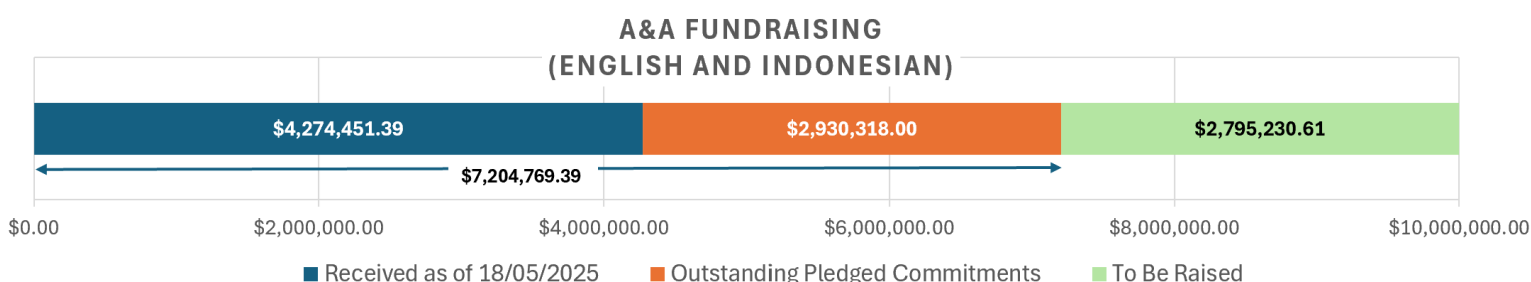 A&A FUNDRAISING
(ENGLISH AND INDONESIAN)
$4,274,451.39 $2,930,318.00 $2,795,230.61
$7,204,769.39
$0.00 $2,000,000.00 $4,000,000.00 $6,000,000.00 $8,000,000.00 $10,000,000.00
Received as of 18/05/2025 Outstanding Pledged Commitments To Be Raised